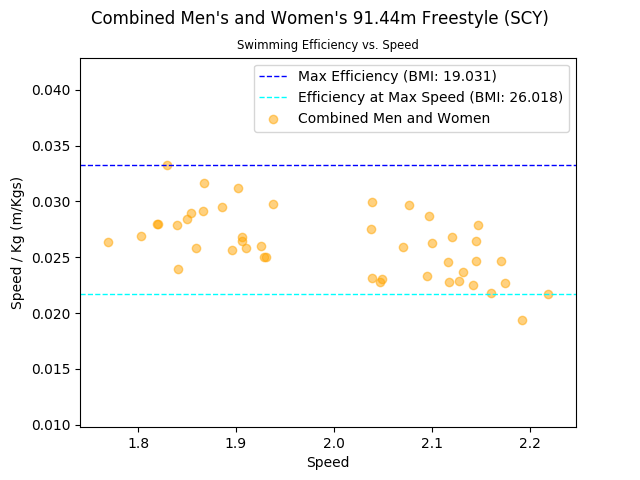 Combined Men's and Women's 91.44m Freestyle (SCY)
Swimming Efficiency vs. Speed
Max Efficiency (BMI: 19.031)
Efficiency at Max Speed (BMI: 26.018)
Combined Men and Women
Speed / Kg (m/Kgs)
0.040
0.035
0.030
0.025
0.020
0.015
0.010
1.8
1.9
2.0
2.1
2.2
Speed